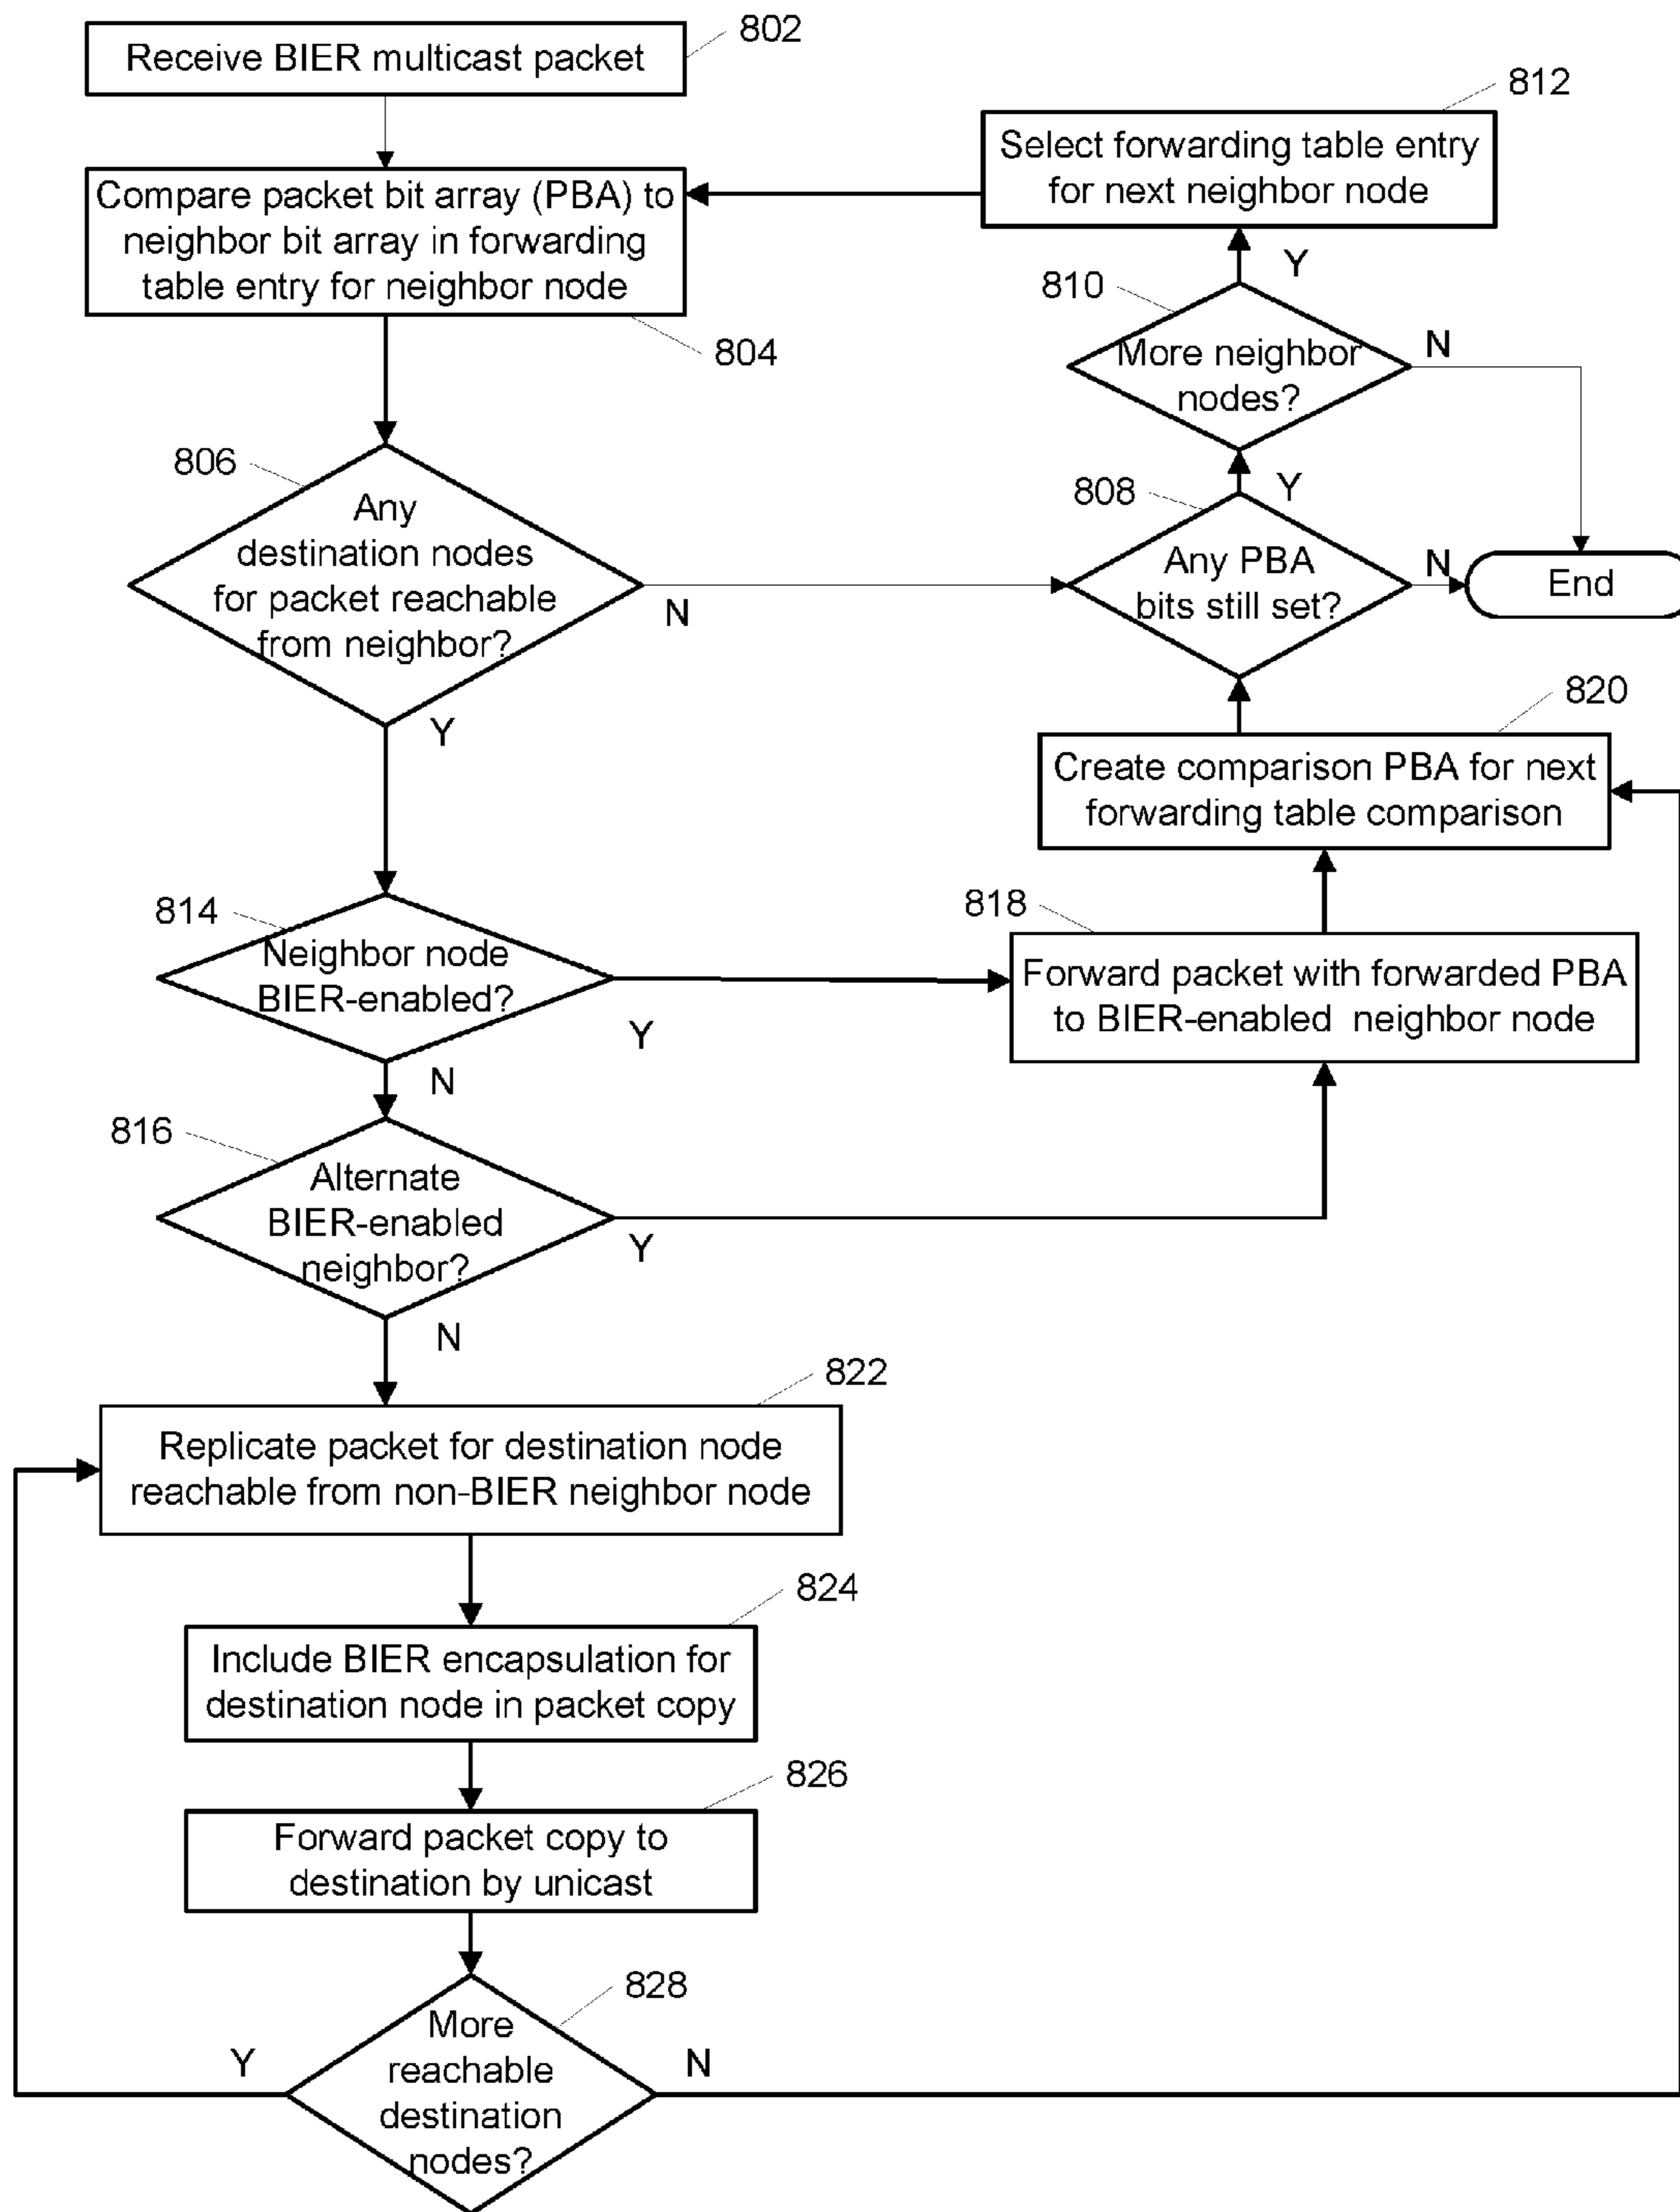 802
Receive BIER multicast packet
812
Select forwarding table entry
for next neighbor node
Compare packet bit array (PBA) to
neighbor bit array in forwarding
table entry for neighbor node
804
Y
810
More neighbor
nodes?
N
806
Any
destination nodes
for packet reachable
from neighbor?
N
Y
Y
808
Any PBA
bits still set?
N
End
820
Create comparison PBA for next
forwarding table comparison
814
Neighbor node
BIER-enabled?
Y
N
818
Forward packet with forwarded PBA
to BIER-enabled neighbor node
816
Alternate
BIER-enabled
neighbor?
Y
N
822
Replicate packet for destination node
reachable from non-BIER neighbor node
824
Include BIER encapsulation for
destination node in packet copy
826
Forward packet copy to
destination by unicast
828
More
reachable
destination
nodes?
Y
N